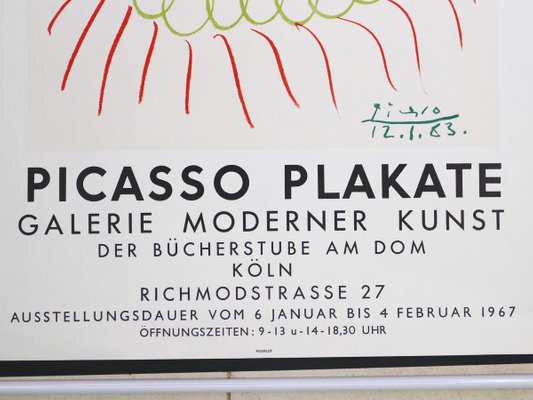 Picasso
12.1.63.
PICASSO PLAKATE
GALERIE MODERNER KUNST
DER BÜCHERSTUBE AM DOM
KÖLN
RICHMODSTRASSE 27
AUSSTELLUNGSDAUER VOM 6 JANUAR BIS 4 FEBRUAR 1967
ÖFFNUNGSZEITEN: 9-13 u-14-18,30 UHR
MOURLOT